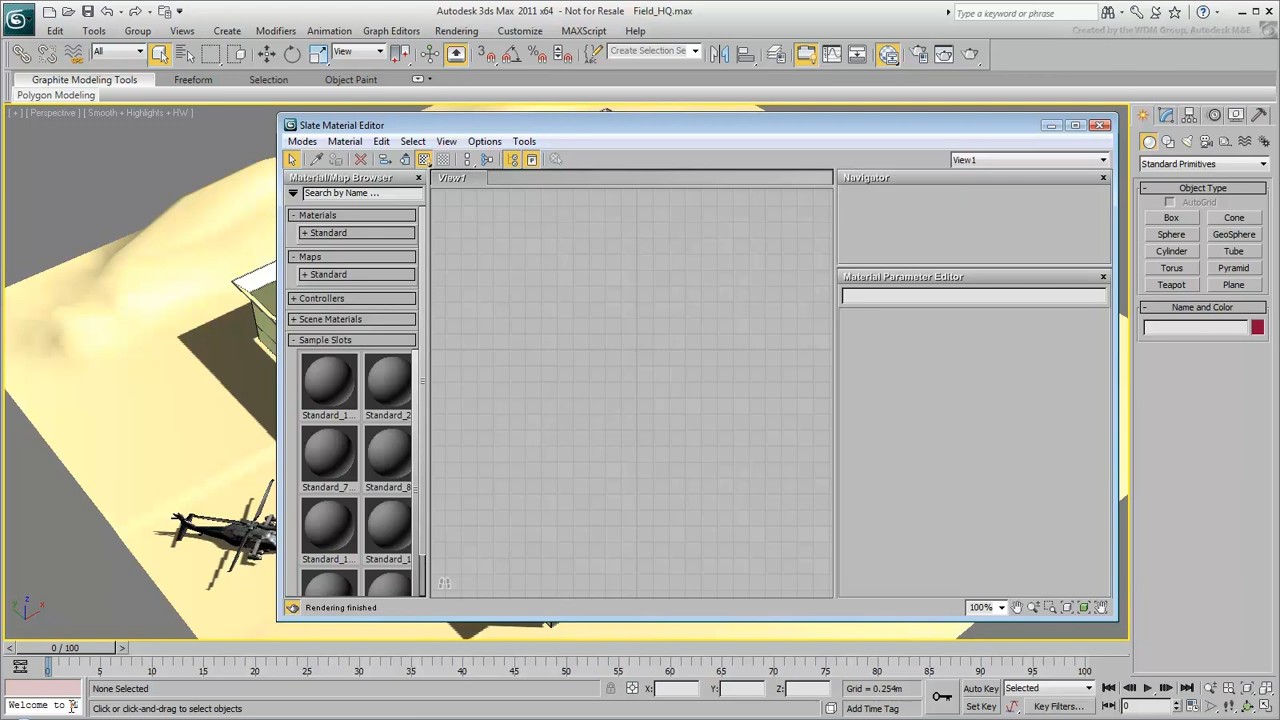 Autodesk 3ds Max 2011 x64 - Not for Resale Field_HQ.max
Type a keyword or phrase
Edit Tools Group Views Create Modifiers Animation Graph Editors Rendering Customize MAXScript Help
Created by the WDM Group, Autodesk M&E
All
View
Create Selection Se
Graphite Modeling Tools Freeform Selection Object Paint
Polygon Modeling
[ + ] [ Perspective ] [ Smooth + Highlights + HW ]
Slate Material Editor
Modes Material Edit Select View Options Tools
View1
Material/Map Browser
Search by Name ...
- Materials
+ Standard
- Maps
+ Standard
+ Controllers
+ Scene Materials
- Sample Slots
Standard_1... Standard_2
Standard_7... Standard_8
Standard_1... Standard_1
View1
Navigator
Material Parameter Editor
Rendering finished
100%
Standard Primitives
- Object Type
AutoGrid
Box Cone
Sphere GeoSphere
Cylinder Tube
Torus Pyramid
Teapot Plane
- Name and Color
z
y x
< 0 / 100 >
0 5 10 15 20 25 30 35 40 45 50 55 60 65 70 75 80 85 90 95 100
None Selected
X: Y: Z:
Grid = 0.254m
Auto Key Selected
Welcome to
Click or click-and-drag to select objects
Add Time Tag
Set Key Key Filters...
0